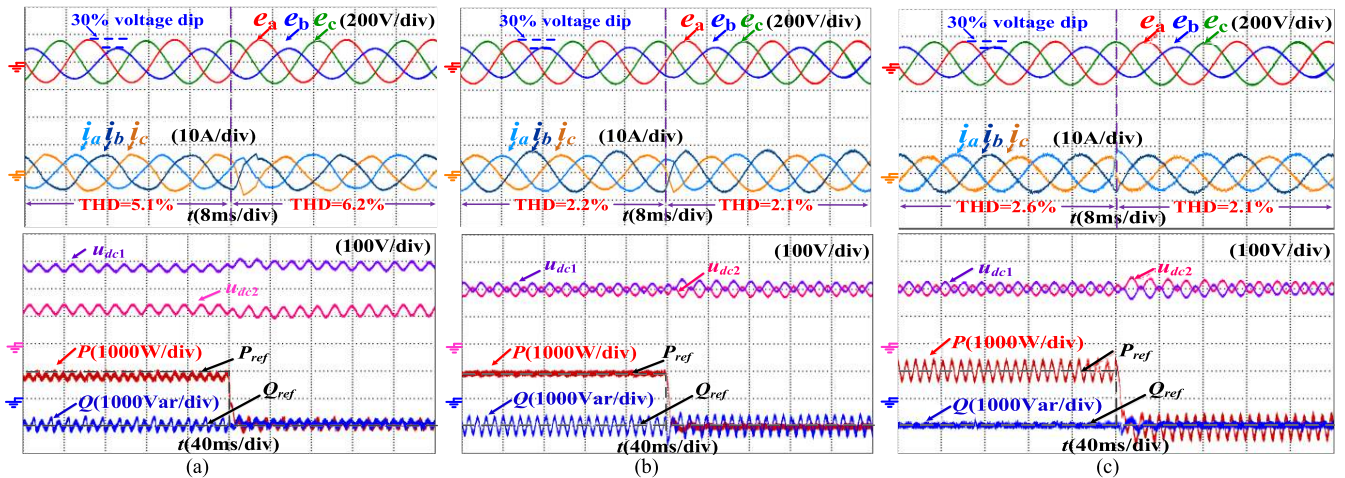 30% voltage dip
e_a e_b e_c (200V/div)
i_a i_b i_c (10A/div)
THD=5.1% THD=6.2%
t(8ms/div)
(100V/div)
u_dc1
u_dc2
P(1000W/div) P_ref
Q(1000Var/div) Q_ref
t(40ms/div)
(a)
30% voltage dip
e_a e_b e_c (200V/div)
i_a i_b i_c (10A/div)
THD=2.2% THD=2.1%
t(8ms/div)
(100V/div)
u_dc1 u_dc2
P(1000W/div) P_ref
Q(1000Var/div) Q_ref
t(40ms/div)
(b)
30% voltage dip
e_a e_b e_c (200V/div)
i_a i_b i_c (10A/div)
THD=2.6% THD=2.1%
t(8ms/div)
(100V/div)
u_dc1 u_dc2
P(1000W/div) P_ref
Q(1000Var/div) Q_ref
t(40ms/div)
(c)